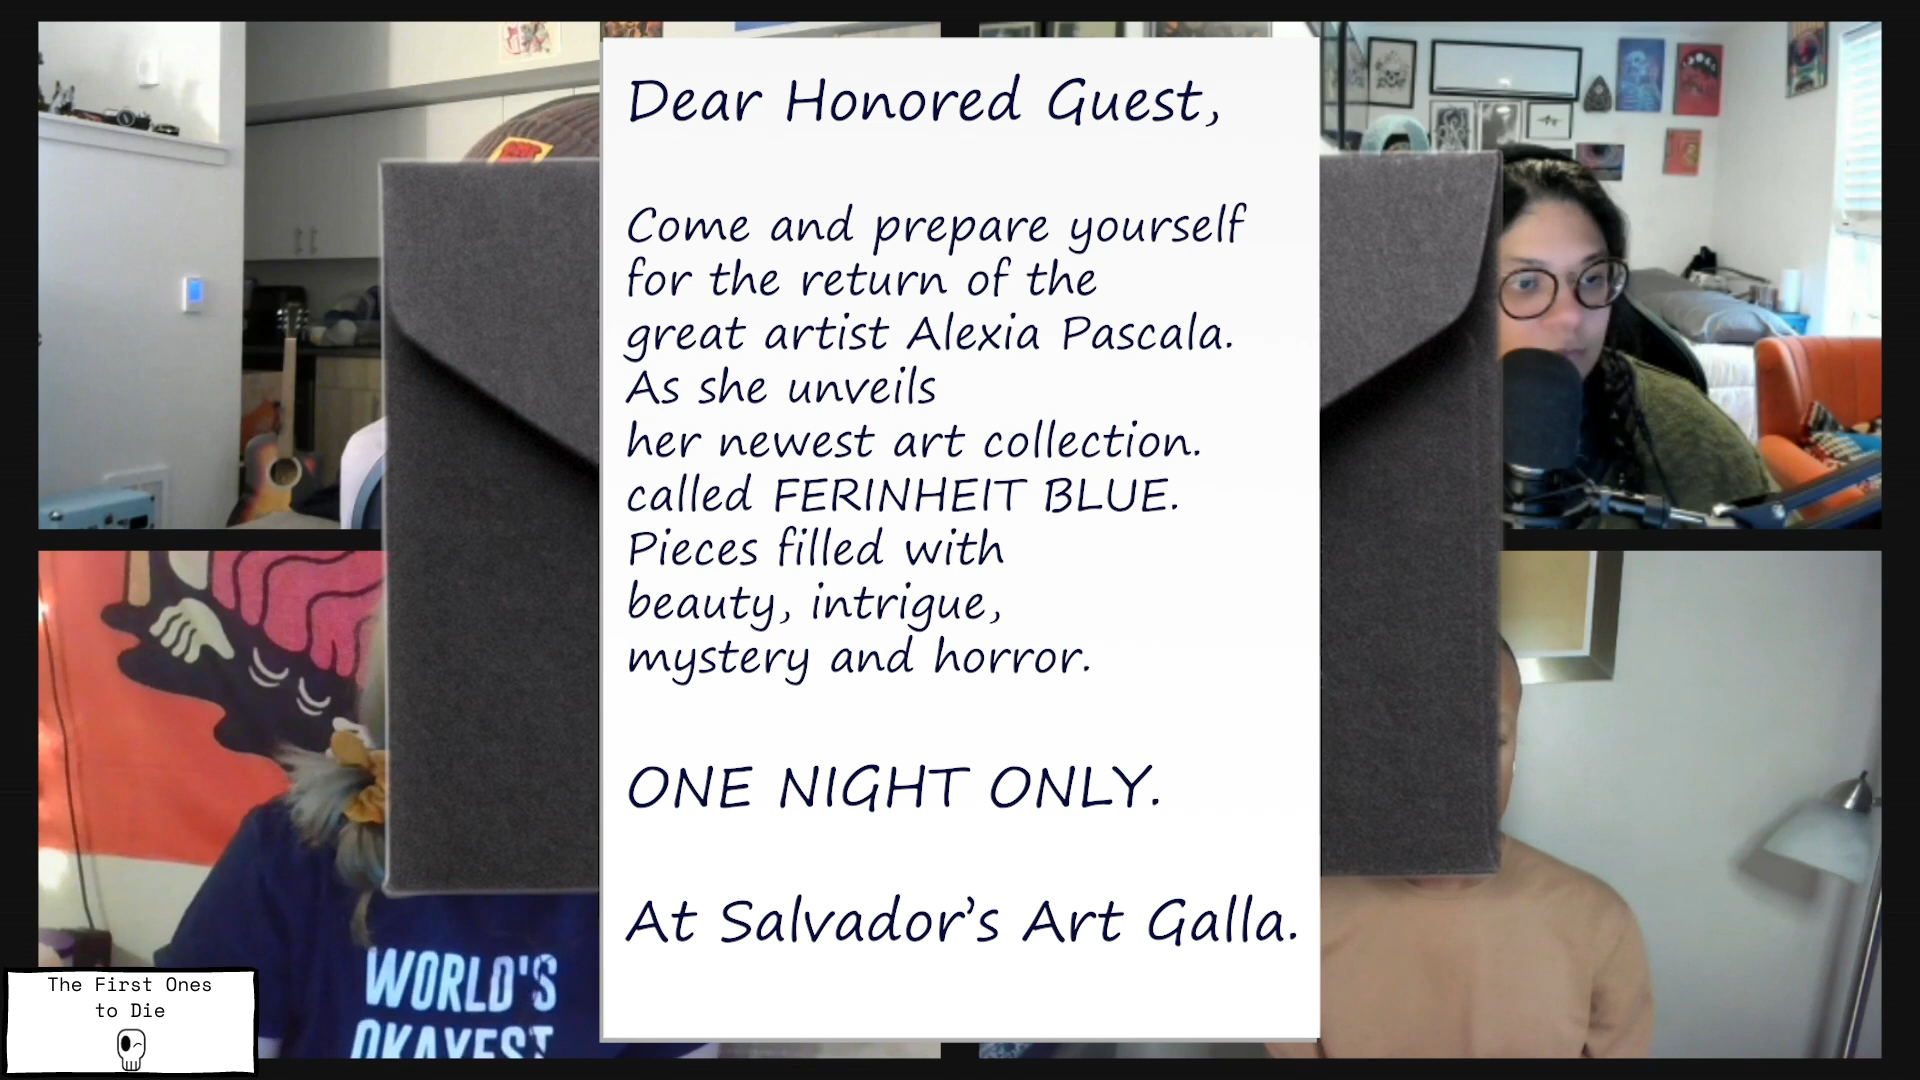 Dear Honored Guest,
Come and prepare yourself
for the return of the
great artist Alexia Pascala.
As she unveils
her newest art collection.
called FERINHEIT BLUE.
Pieces filled with
beauty, intrigue,
mystery and horror.
ONE NIGHT ONLY.
At Salvador's Art Galla.
WORLD'S
OKAYEST
The First Ones
to Die